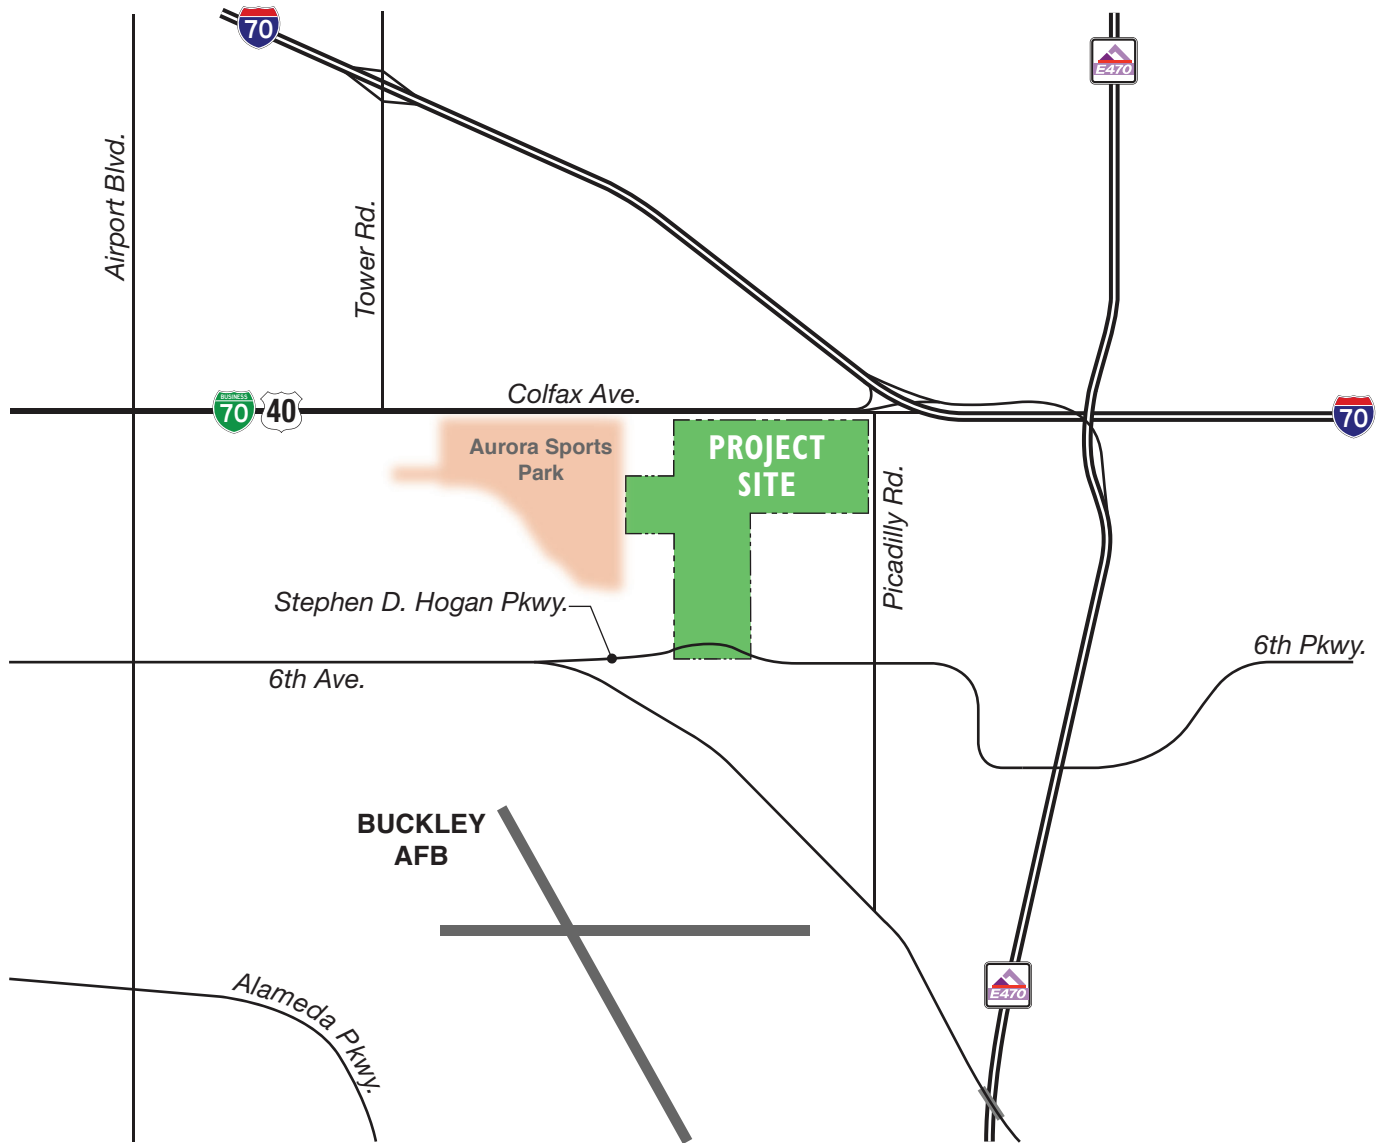 70
E470
Airport Blvd.
Tower Rd.
Colfax Ave.
BUSINESS
70
40
70
Aurora Sports
Park
PROJECT
SITE
Picadilly Rd.
Stephen D. Hogan Pkwy.
6th Ave.
6th Pkwy.
BUCKLEY
AFB
E470
Alameda Pkwy.